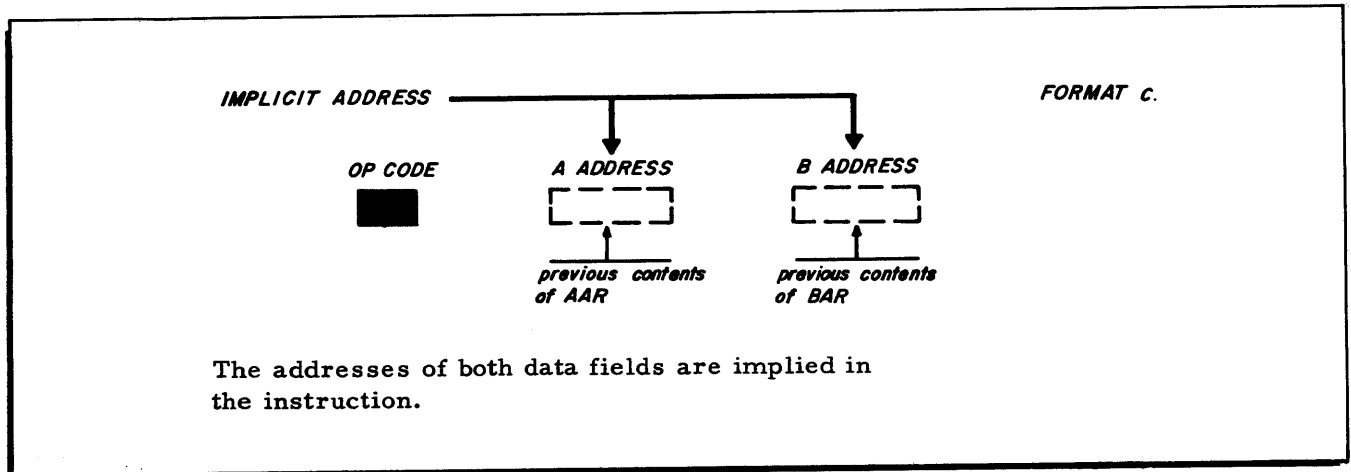 IMPLICIT ADDRESS
FORMAT C.
OP CODE
A ADDRESS
B ADDRESS
previous contents
of AAR
previous contents
of BAR
The addresses of both data fields are implied in
the instruction.